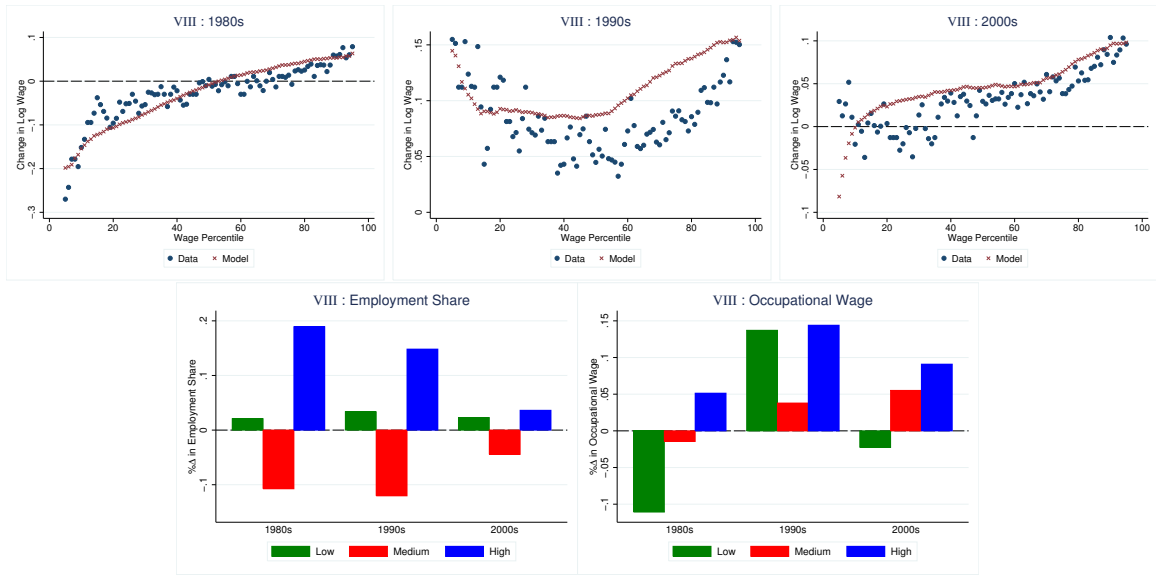 VIII : 1980s
Change in Log Wage
.1
0
-.1
-.2
-.3
0 20 40 60 80 100
Wage Percentile
Data Model
VIII : 1990s
Change in Log Wage
.15
.1
.05
0
0 20 40 60 80 100
Wage Percentile
Data Model
VIII : 2000s
Change in Log Wage
.1
.05
0
-.05
-.1
0 20 40 60 80 100
Wage Percentile
Data Model
VIII : Employment Share
%Δ in Employment Share
.2
.1
0
-.1
1980s 1990s 2000s
Low Medium High
VIII : Occupational Wage
%Δ in Occupational Wage
.15
.1
.05
0
-.05
-.1
1980s 1990s 2000s
Low Medium High